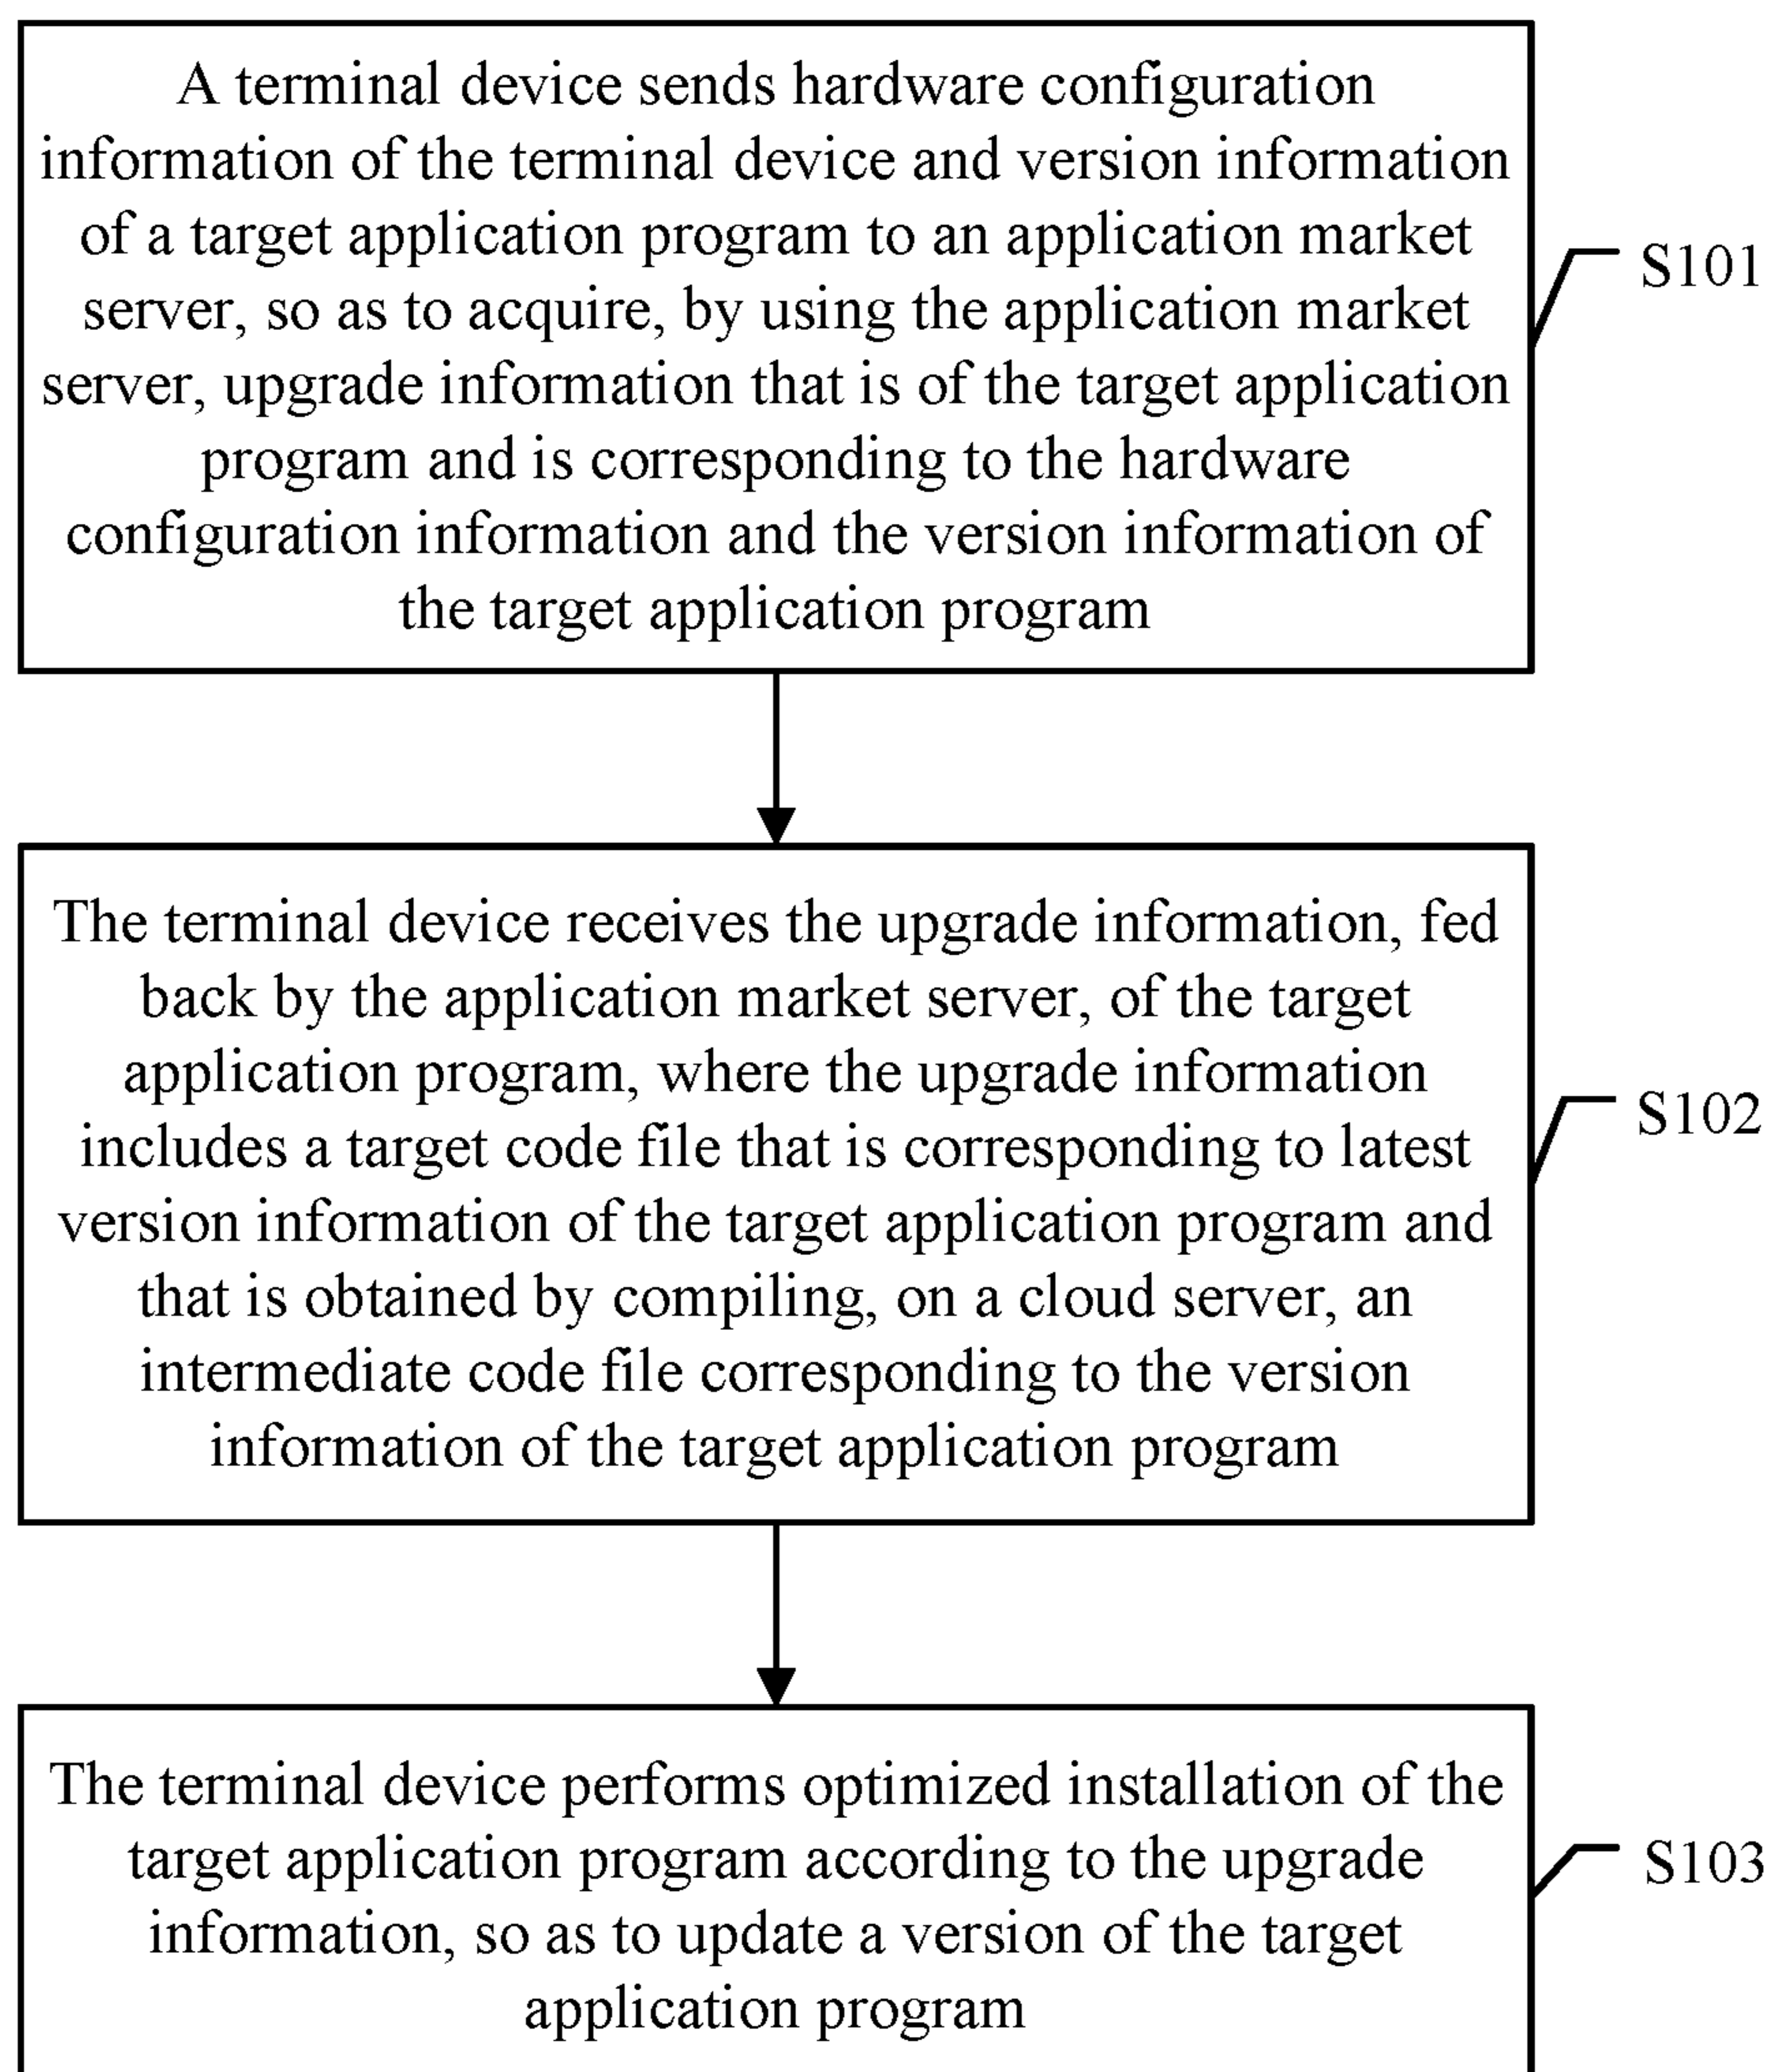 A terminal device sends hardware configuration
information of the terminal device and version information
of a target application program to an application market
server, so as to acquire, by using the application market
server, upgrade information that is of the target application
program and is corresponding to the hardware
configuration information and the version information of
the target application program
S101
The terminal device receives the upgrade information, fed
back by the application market server, of the target
application program, where the upgrade information
includes a target code file that is corresponding to latest
version information of the target application program and
that is obtained by compiling, on a cloud server, an
intermediate code file corresponding to the version
information of the target application program
S102
The terminal device performs optimized installation of the
target application program according to the upgrade
information, so as to update a version of the target
application program
S103